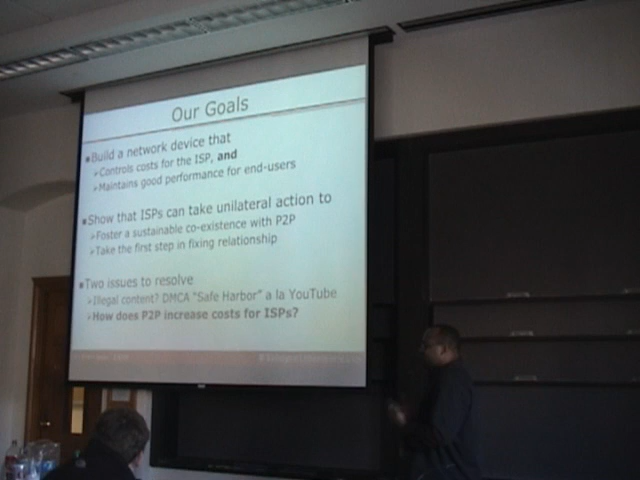 Our Goals
▪Build a network device that
➢Controls costs for the ISP, and
➢Maintains good performance for end-users
▪Show that ISPs can take unilateral action to
➢Foster a sustainable co-existence with P2P
➢Take the first step in fixing relationship
▪Two issues to resolve
➢Illegal content? DMCA "Safe Harbor" a la YouTube
➢How does P2P increase costs for ISPs?